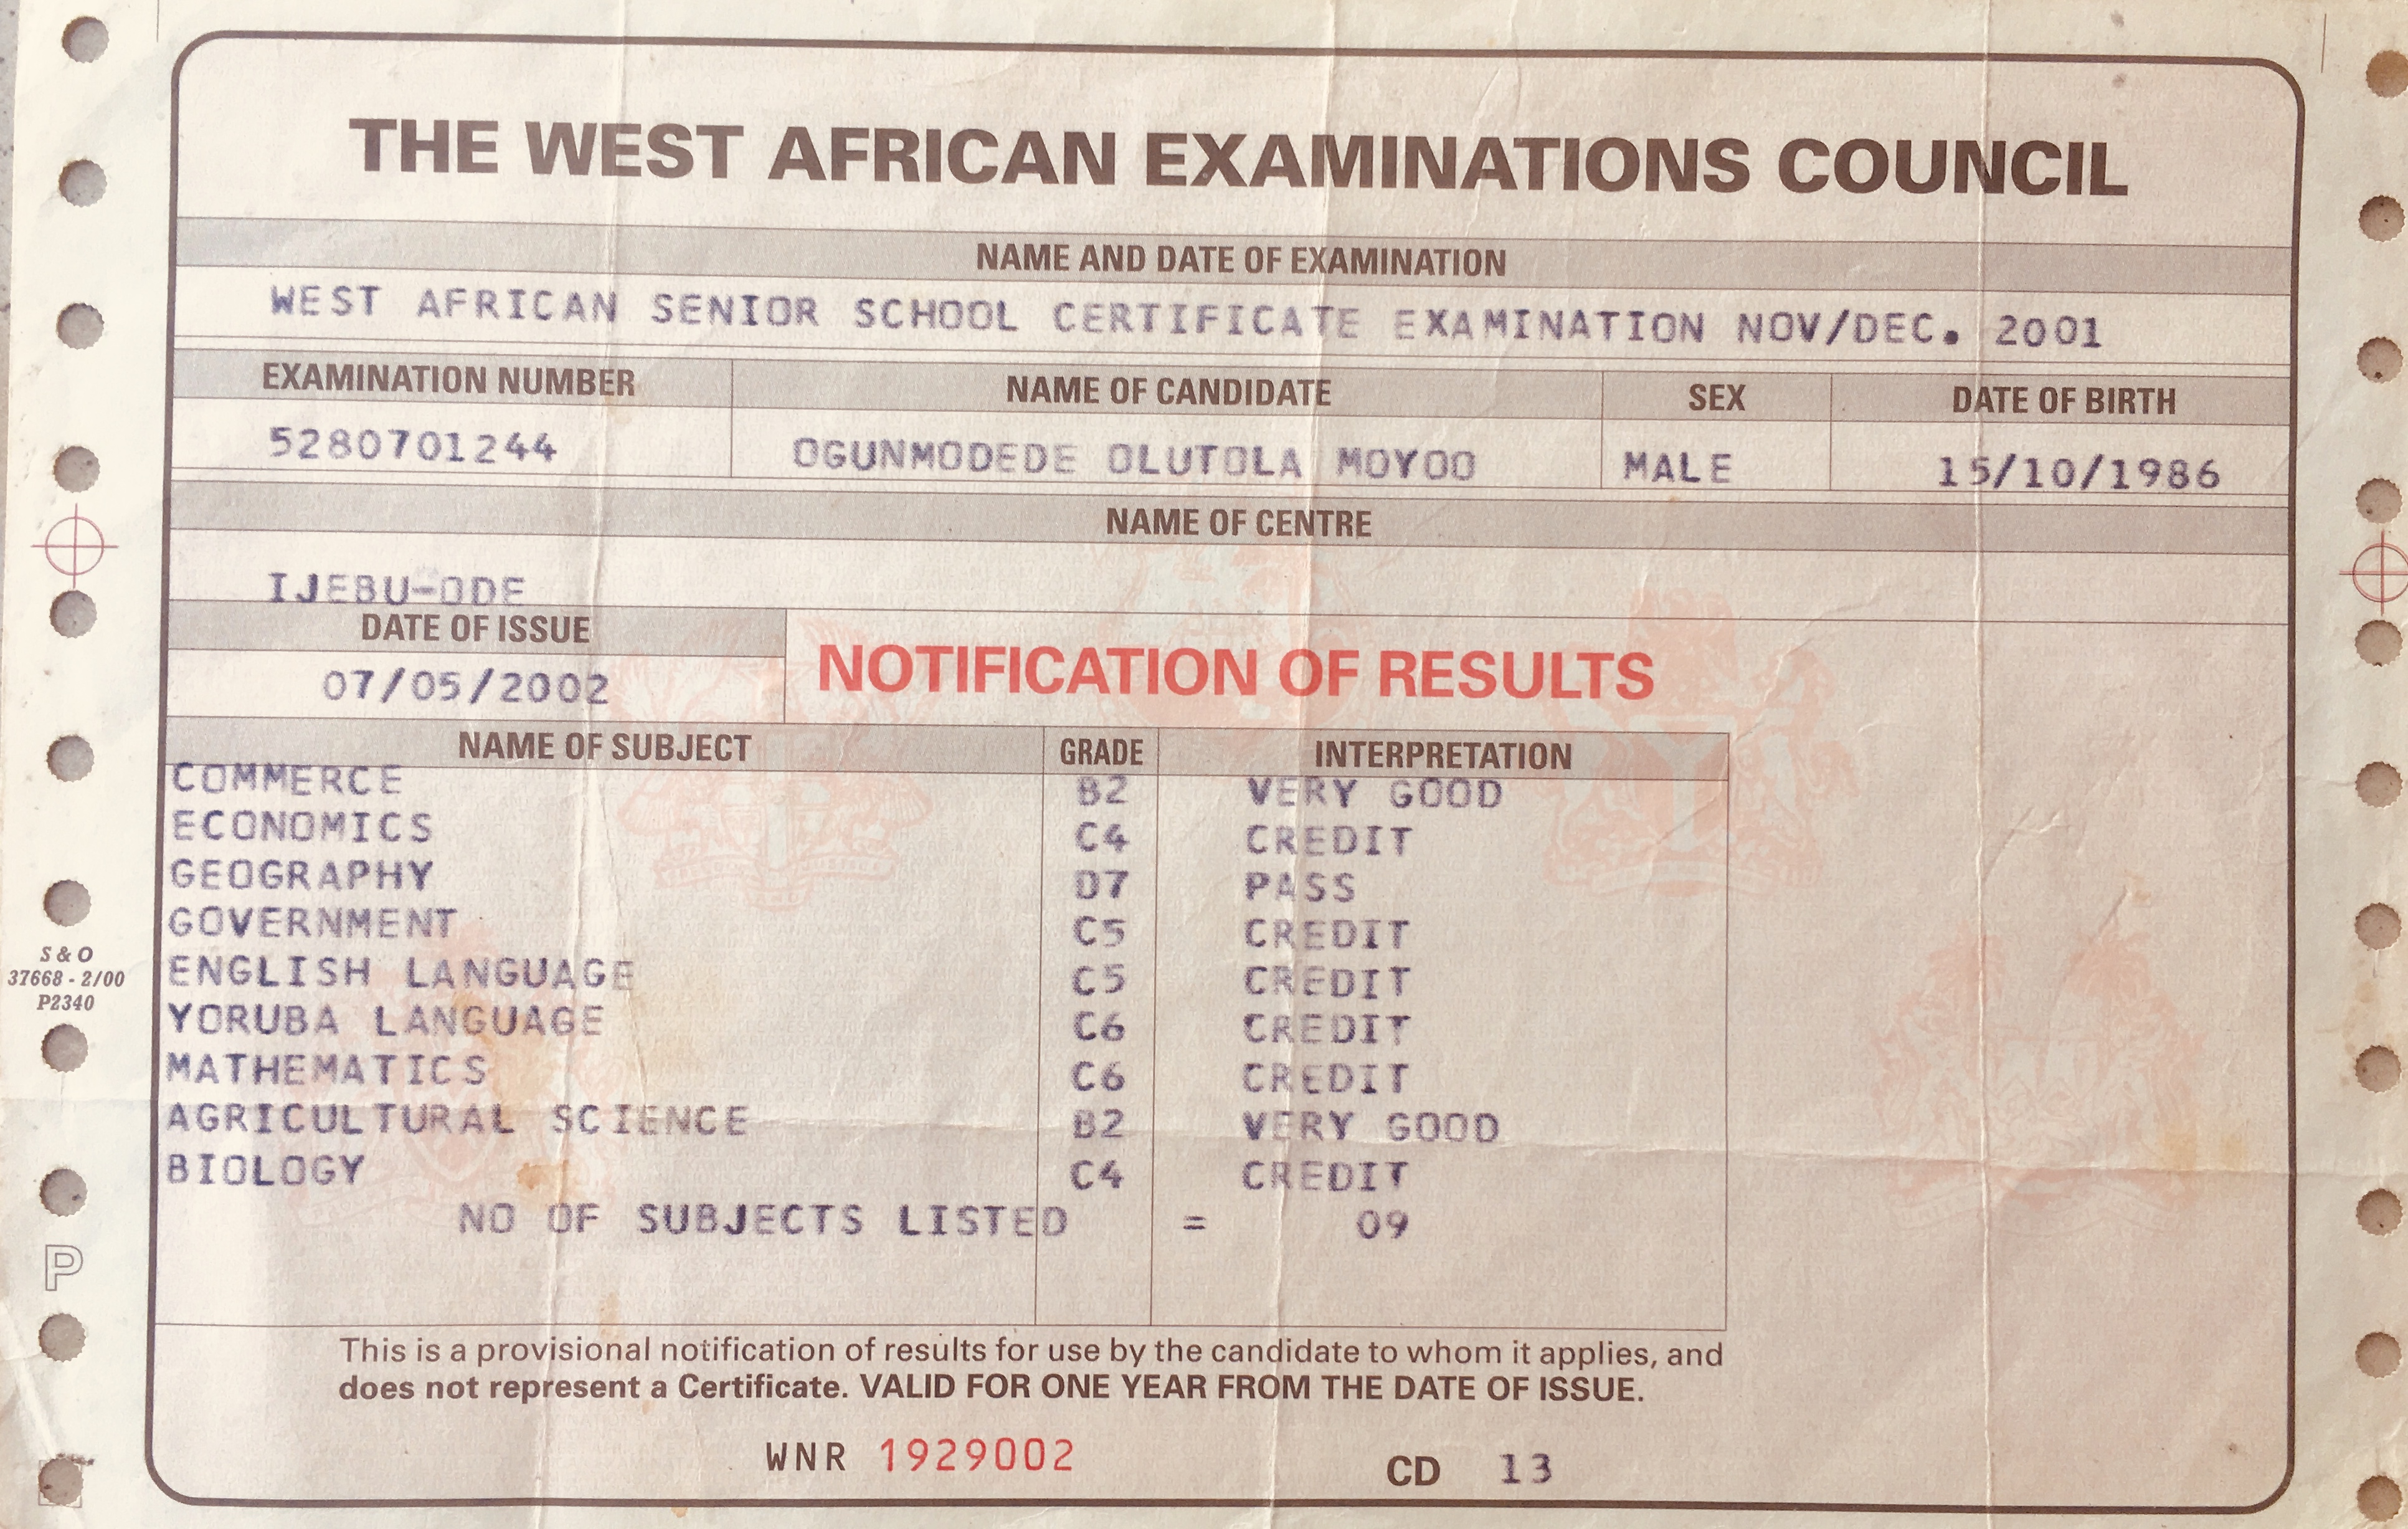 THE WEST AFRICAN EXAMINATIONS COUNCIL
NAME AND DATE OF EXAMINATION
WEST AFRICAN SENIOR SCHOOL CERTIFICATE EXAMINATION NOV/DEC. 2001
EXAMINATION NUMBER NAME OF CANDIDATE SEX DATE OF BIRTH
5280701244 OGUNMODEDE OLUTOLA MOYOO MALE 15/10/1986
NAME OF CENTRE
IJEBU-ODE
DATE OF ISSUE
07/05/2002
NOTIFICATION OF RESULTS
NAME OF SUBJECT GRADE INTERPRETATION
COMMERCE B2 VERY GOOD
ECONOMICS C4 CREDIT
GEOGRAPHY D7 PASS
GOVERNMENT C5 CREDIT
ENGLISH LANGUAGE C5 CREDIT
YORUBA LANGUAGE C6 CREDIT
MATHEMATICS C6 CREDIT
AGRICULTURAL SCIENCE B2 VERY GOOD
BIOLOGY C4 CREDIT
NO OF SUBJECTS LISTED = 09
S & O
37668 - 2/00
P2340
P
This is a provisional notification of results for use by the candidate to whom it applies, and
does not represent a Certificate. VALID FOR ONE YEAR FROM THE DATE OF ISSUE.
WNR 1929002 CD 13